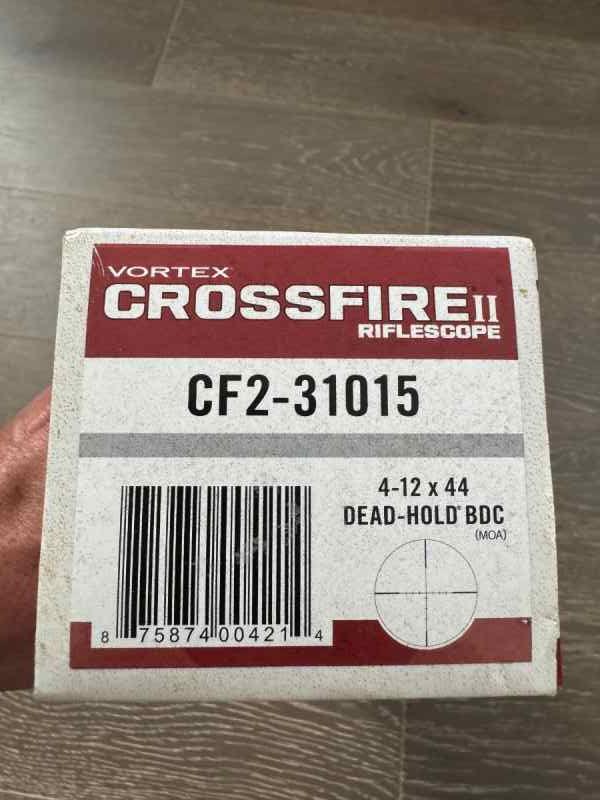 VORTEX
CROSSFIRE II
RIFLESCOPE
CF2-31015
4-12 x 44
DEAD-HOLD® BDC
(MOA)
8 75874 00421 4